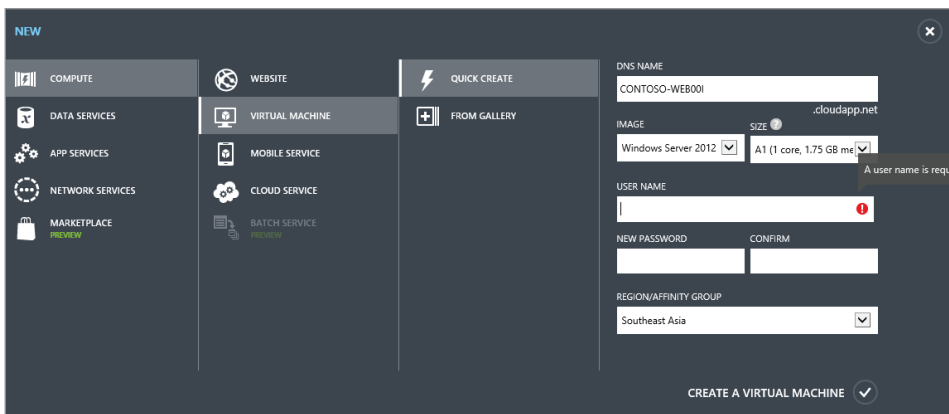 NEW
COMPUTE
DATA SERVICES
APP SERVICES
NETWORK SERVICES
MARKETPLACE
PREVIEW
WEBSITE
VIRTUAL MACHINE
MOBILE SERVICE
CLOUD SERVICE
BATCH SERVICE
PREVIEW
QUICK CREATE
FROM GALLERY
DNS NAME
CONTOSO-WEB00I
.cloudapp.net
IMAGE
SIZE
Windows Server 2012
A1 (1 core, 1.75 GB me
A user name is requ
USER NAME
NEW PASSWORD
CONFIRM
REGION/AFFINITY GROUP
Southeast Asia
CREATE A VIRTUAL MACHINE